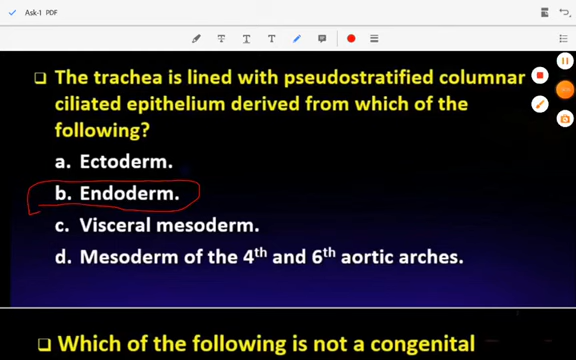 Ask-1 PDF
The trachea is lined with pseudostratified columnar
ciliated epithelium derived from which of the
following?
a. Ectoderm.
b. Endoderm.
c. Visceral mesoderm.
d. Mesoderm of the 4th and 6th aortic arches.
Which of the following is not a congenital